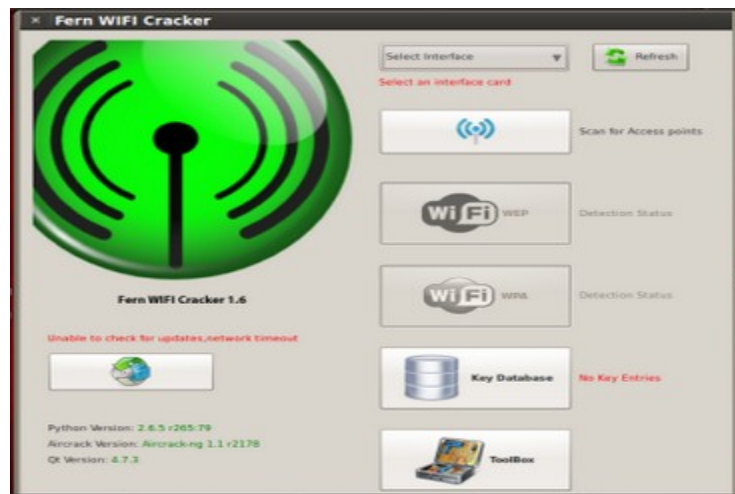 Fern WIFI Cracker
Select Interface
Refresh
Select an interface card
Scan for Access points
WiFi WEP
Detection Status
Fern WIFI Cracker 1.6
WiFi WPA
Detection Status
Unable to check for updates,network timeout
Key Database
No Key Entries
Python Version: 2.6.5 r265:79
Aircrack Version: Aircrack-ng 1.1 r2178
Qt Version: 4.7.3
ToolBox